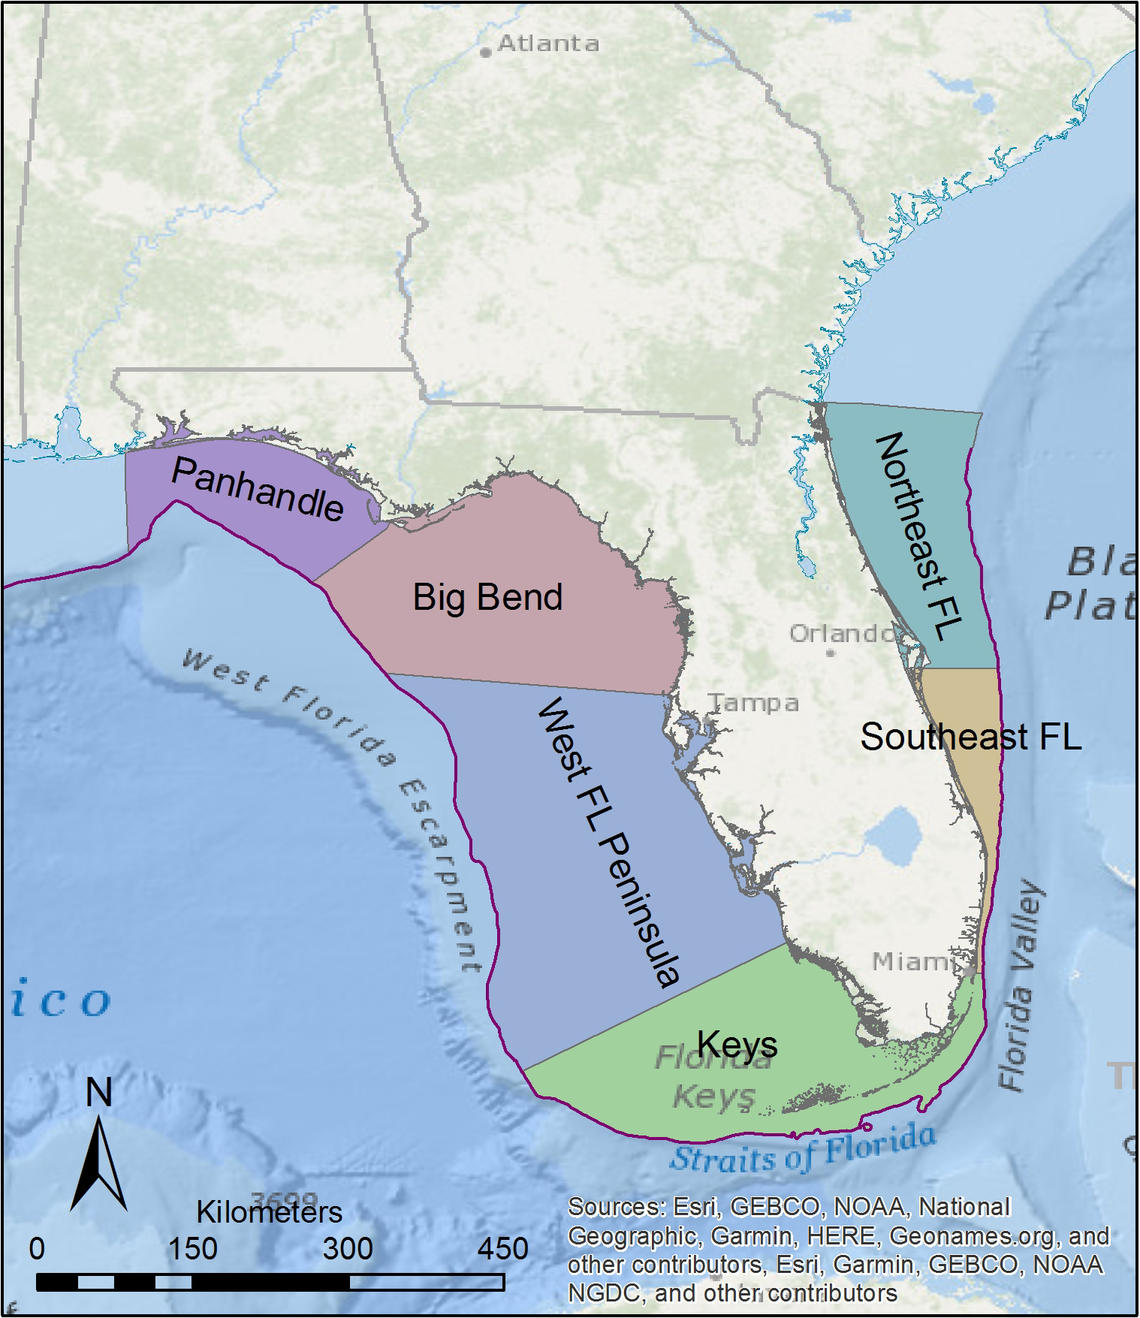 Atlanta
Panhandle
Northeast FL
Big Bend
Bla
Plat
Orlando
West Florida Escarpment
Tampa
West FL Peninsula
Southeast FL
Miami
Florida Valley
ico
Keys
Florida
Keys
Straits of Florida
N
3699
Kilometers
0 150 300 450
Sources: Esri, GEBCO, NOAA, National
Geographic, Garmin, HERE, Geonames.org, and
other contributors, Esri, Garmin, GEBCO, NOAA
NGDC, and other contributors